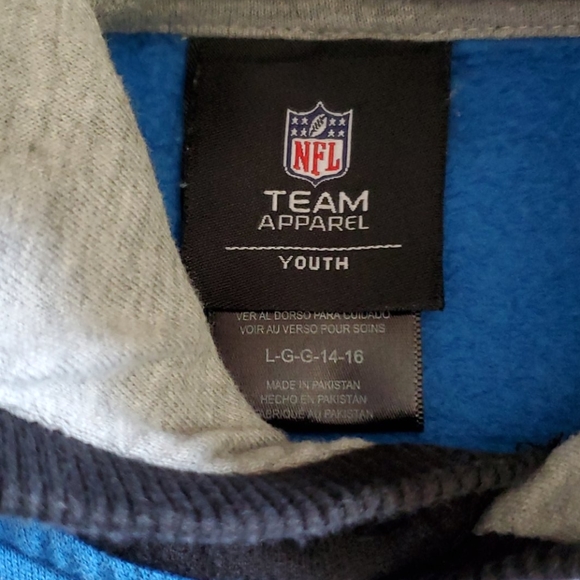 NFL
TEAM
APPAREL
YOUTH
VER AL DORSO PARA CUIDADO
VOIR AU VERSO POUR SOINS
L-G-G-14-16
MADE IN PAKISTAN
HECHO EN PAKISTAN
FABRIQUE AU PAKISTAN